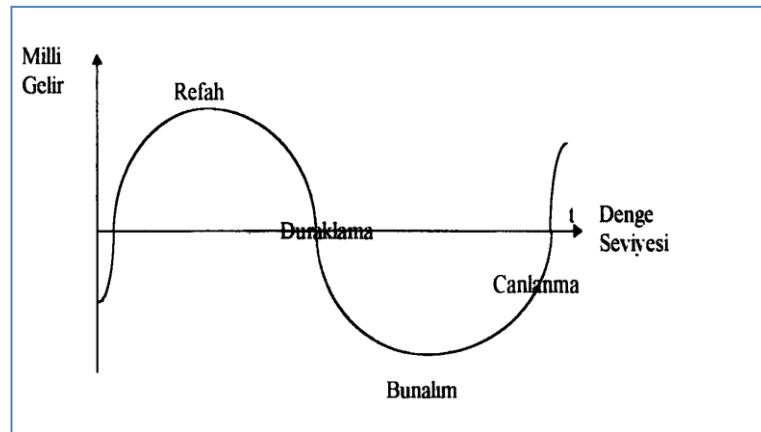 Milli
Gelir
Refah
Duraklama
t
Denge
Seviyesi
Canlanma
Bunalım